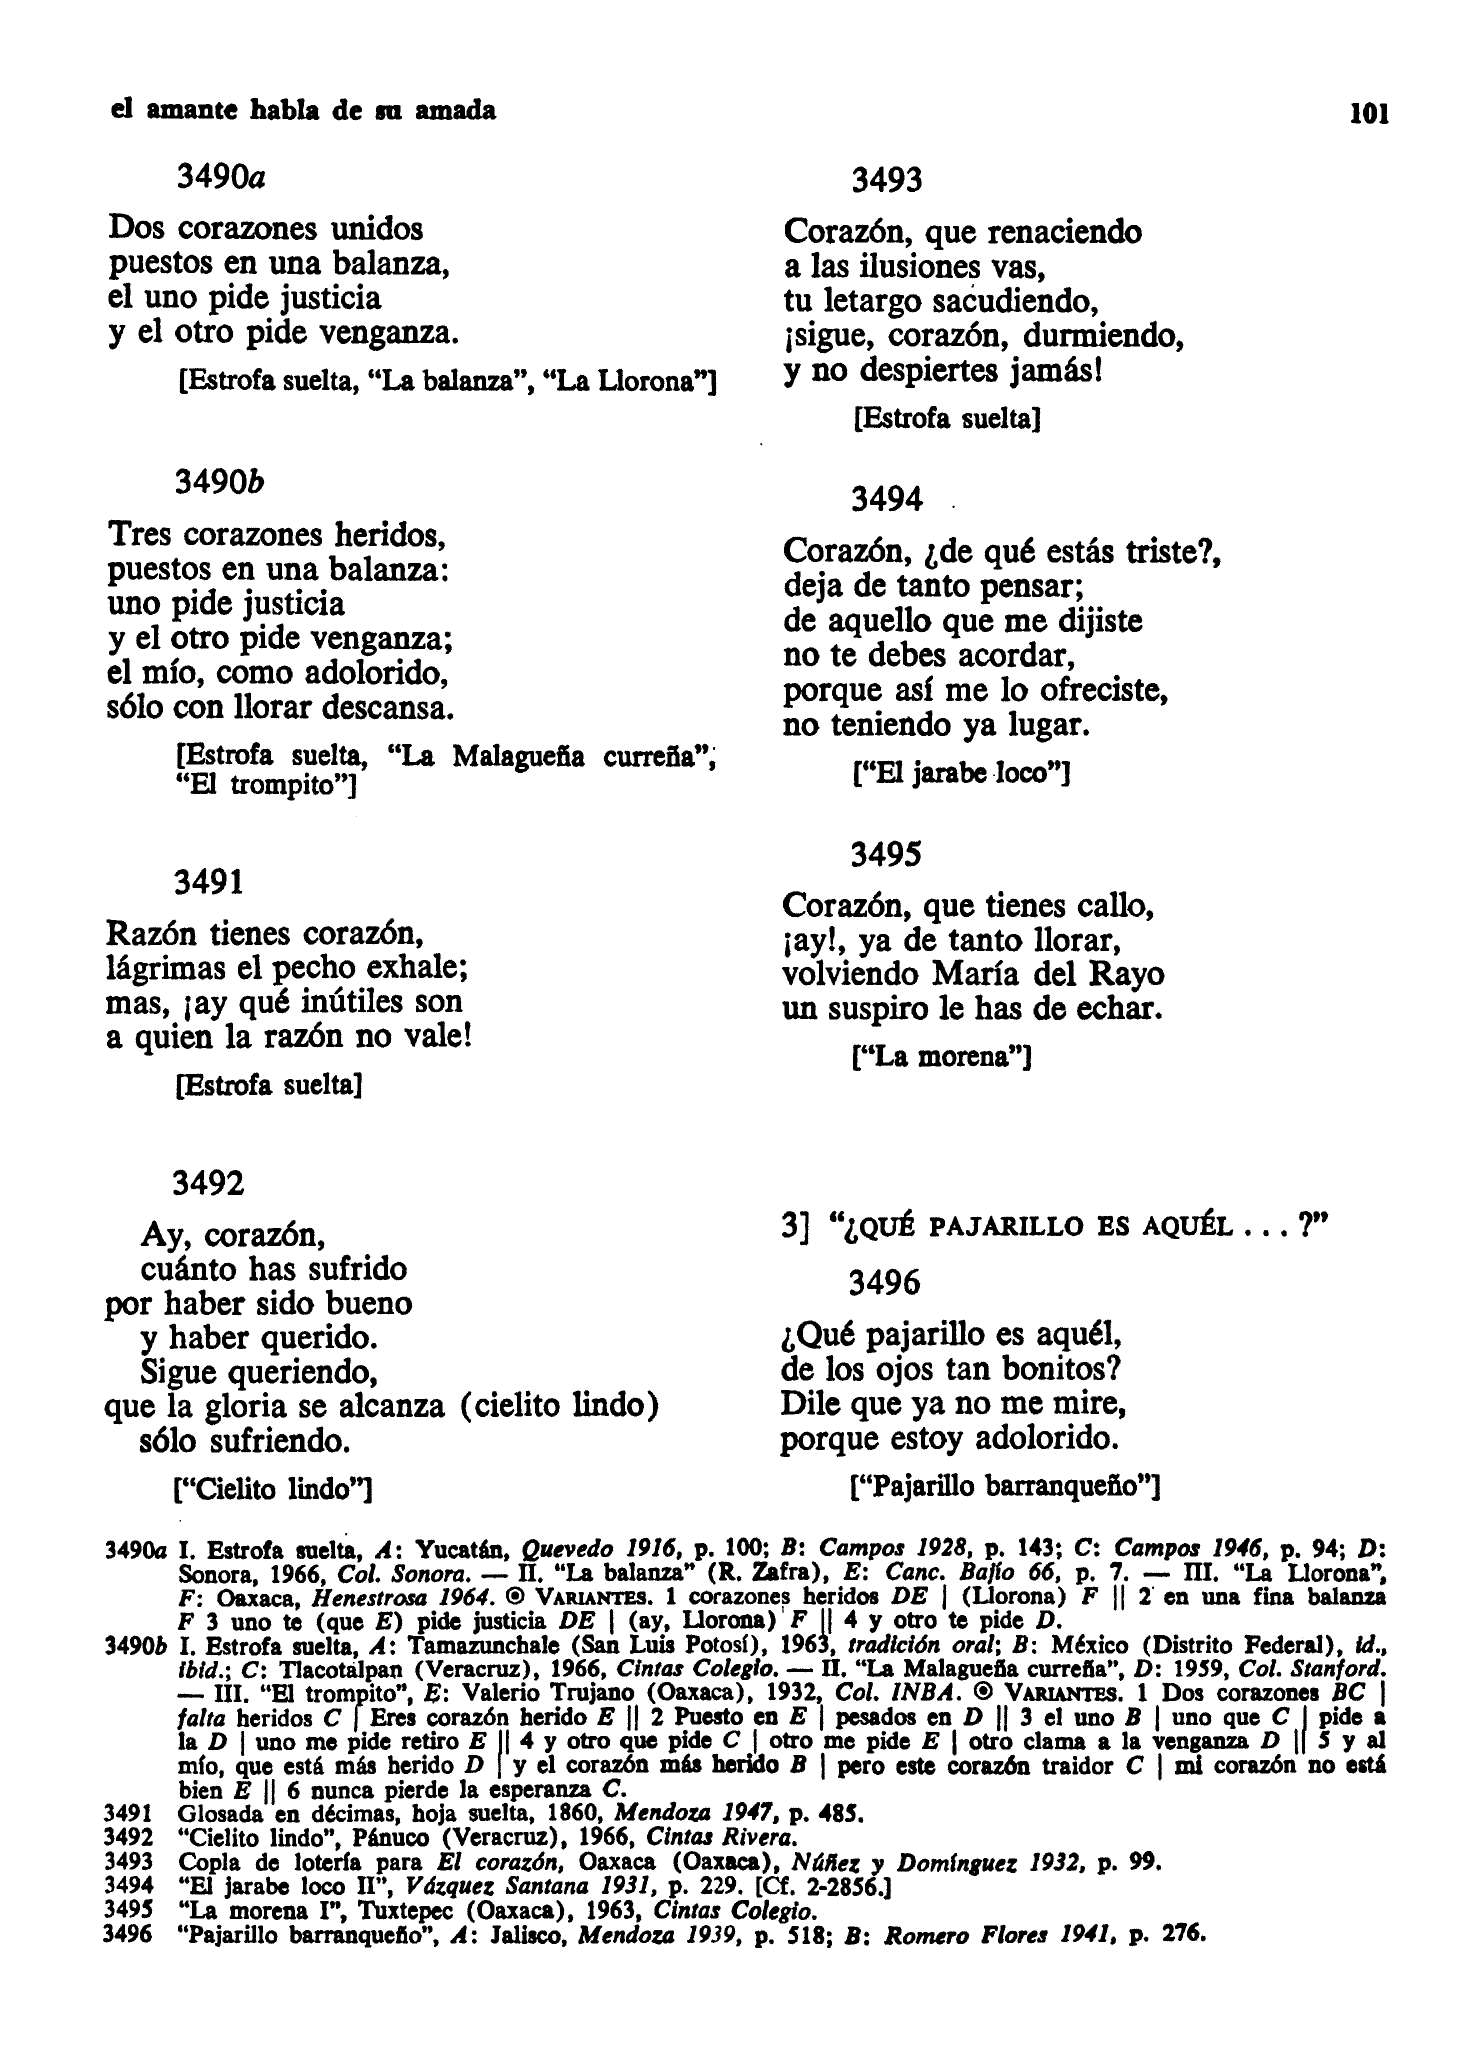 el amante habla de su amada
101
3490a
Dos corazones unidos
puestos en una balanza,
el uno pide justicia
y el otro pide venganza.
[Estrofa suelta, “La balanza”, “La Llorona”]
3490b
Tres corazones heridos,
puestos en una balanza:
uno pide justicia
y el otro pide venganza;
el mío, como adolorido,
sólo con llorar descansa.
[Estrofa suelta, “La Malagueña curreña”,
“El trompito”]
3491
Razón tienes corazón,
lágrimas el pecho exhale;
mas, ¡ay qué inútiles son
a quien la razón no vale!
[Estrofa suelta]
3492
Ay, corazón,
cuánto has sufrido
por haber sido bueno
y haber querido.
Sigue queriendo,
que la gloria se alcanza (cielito lindo)
sólo sufriendo.
[“Cielito lindo”]
3493
Corazón, que renaciendo
a las ilusiones vas,
tu letargo sacudiendo,
¡sigue, corazón, durmiendo,
y no despiertes jamás!
[Estrofa suelta]
3494
Corazón, ¿de qué estás triste?,
deja de tanto pensar;
de aquello que me dijiste
no te debes acordar,
porque así me lo ofreciste,
no teniendo ya lugar.
[“El jarabe loco”]
3495
Corazón, que tienes callo,
¡ay!, ya de tanto llorar,
volviendo María del Rayo
un suspiro le has de echar.
[“La morena”]
3] “¿QUÉ PAJARILLO ES AQUÉL . . . ?”
3496
¿Qué pajarillo es aquél,
de los ojos tan bonitos?
Dile que ya no me mire,
porque estoy adolorido.
[“Pajarillo barranqueño”]
3490a I. Estrofa suelta, A: Yucatán, Quevedo 1916, p. 100; B: Campos 1928, p. 143; C: Campos 1946, p. 94; D:
Sonora, 1966, Col. Sonora. — II. “La balanza” (R. Zafra), E: Canc. Bajío 66, p. 7. — III. “La Llorona”,
F: Oaxaca, Henestrosa 1964. ⊙ VARIANTES. 1 corazones heridos DE | (Llorona) F || 2 en una fina balanza
F 3 uno te (que E) pide justicia DE | (ay, Llorona) F || 4 y otro te pide D.
3490b I. Estrofa suelta, A: Tamazunchale (San Luis Potosí), 1963, tradición oral; B: México (Distrito Federal), id.,
ibid.; C: Tlacotalpan (Veracruz), 1966, Cintas Colegio. — II. “La Malagueña curreña”, D: 1959, Col. Stanford.
— III. “El trompito”, E: Valerio Trujano (Oaxaca), 1932, Col. INBA. ⊙ VARIANTES. 1 Dos corazones BC |
falta heridos C | Eres corazón herido E || 2 Puesto en E | pesados en D || 3 el uno B | uno que C | pide a
la D | uno me pide retiro E || 4 y otro que pide C | otro me pide E | otro clama a la venganza D || 5 y al
mío, que está más herido D | y el corazón más herido B | pero este corazón traidor C | mi corazón no está
bien E || 6 nunca pierde la esperanza C.
3491 Glosada en décimas, hoja suelta, 1860, Mendoza 1947, p. 485.
3492 “Cielito lindo”, Pánuco (Veracruz), 1966, Cintas Rivera.
3493 Copla de lotería para El corazón, Oaxaca (Oaxaca), Núñez y Domínguez 1932, p. 99.
3494 “El jarabe loco II”, Vázquez Santana 1931, p. 229. [Cf. 2-2856.]
3495 “La morena I”, Tuxtepec (Oaxaca), 1963, Cintas Colegio.
3496 “Pajarillo barranqueño”, A: Jalisco, Mendoza 1939, p. 518; B: Romero Flores 1941, p. 276.